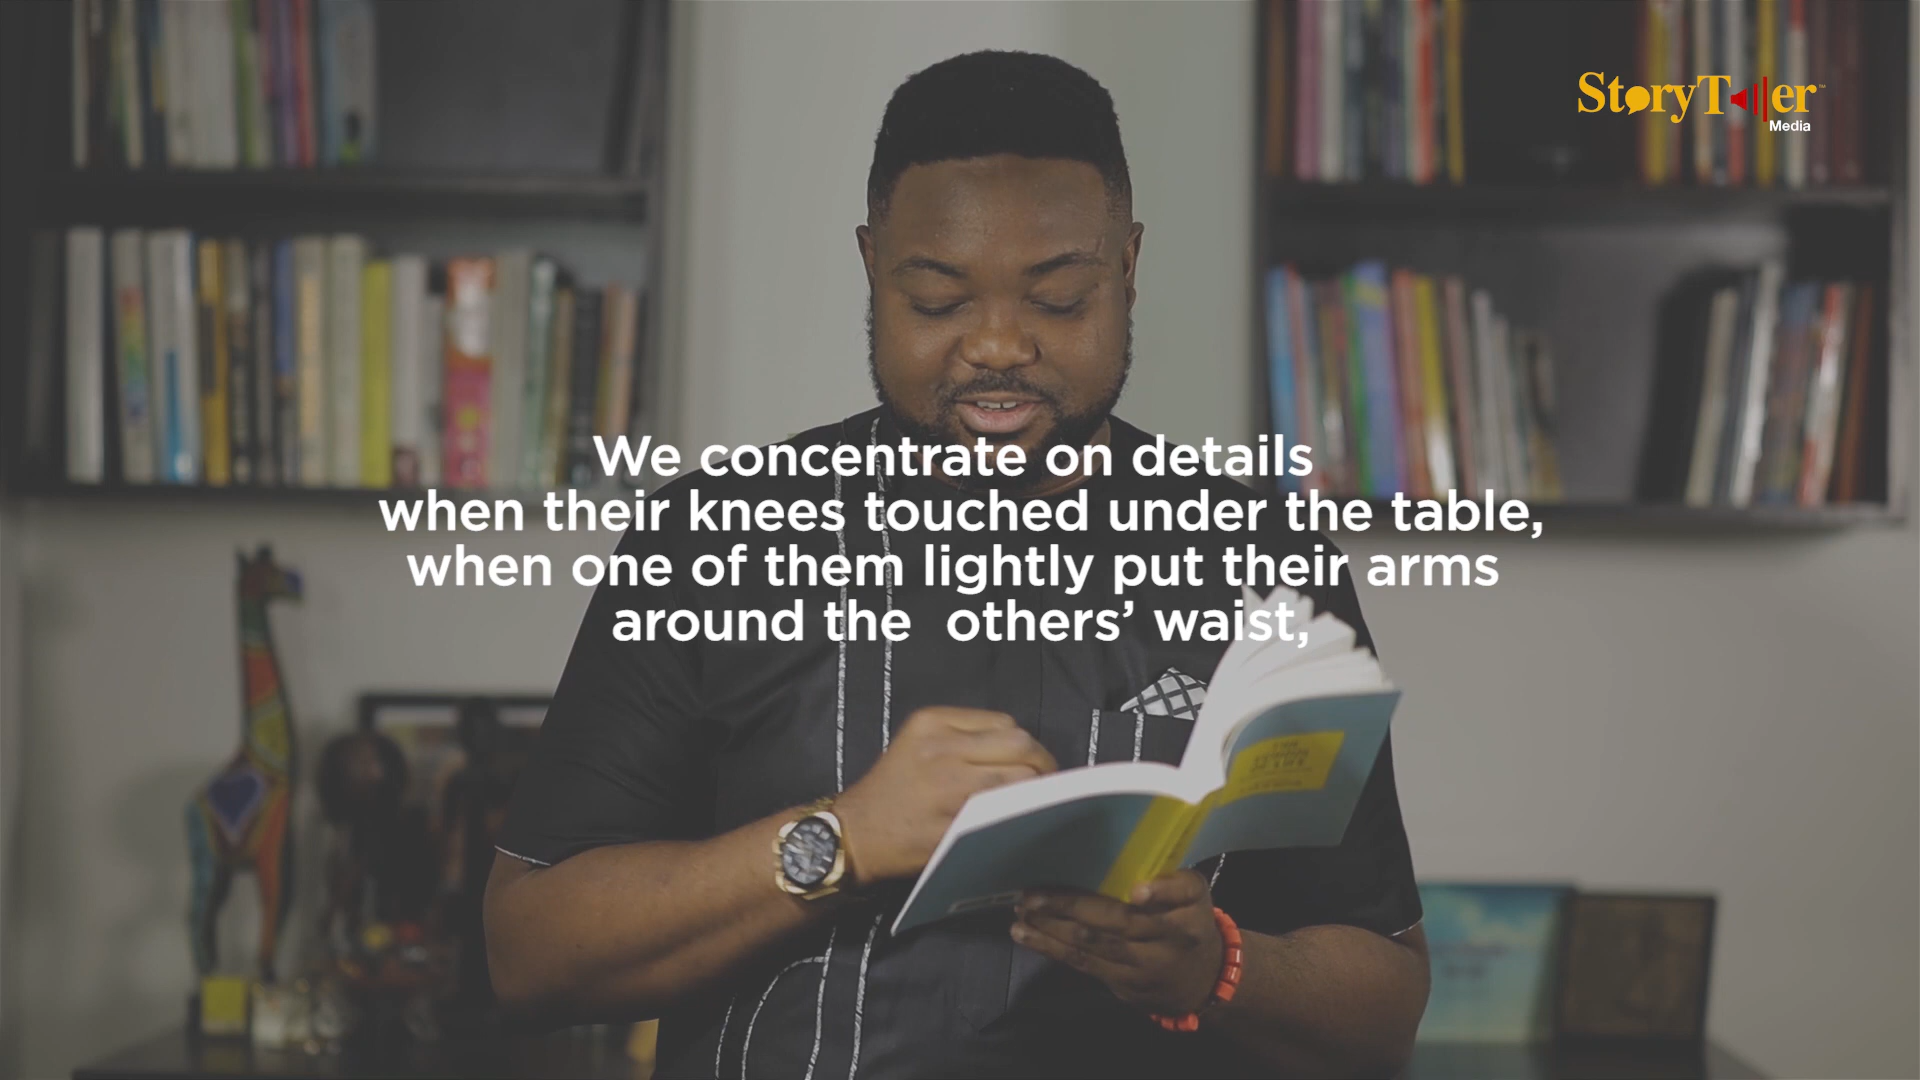 StoryTeller™
Media
We concentrate on details
when their knees touched under the table,
when one of them lightly put their arms
around the  others’ waist,